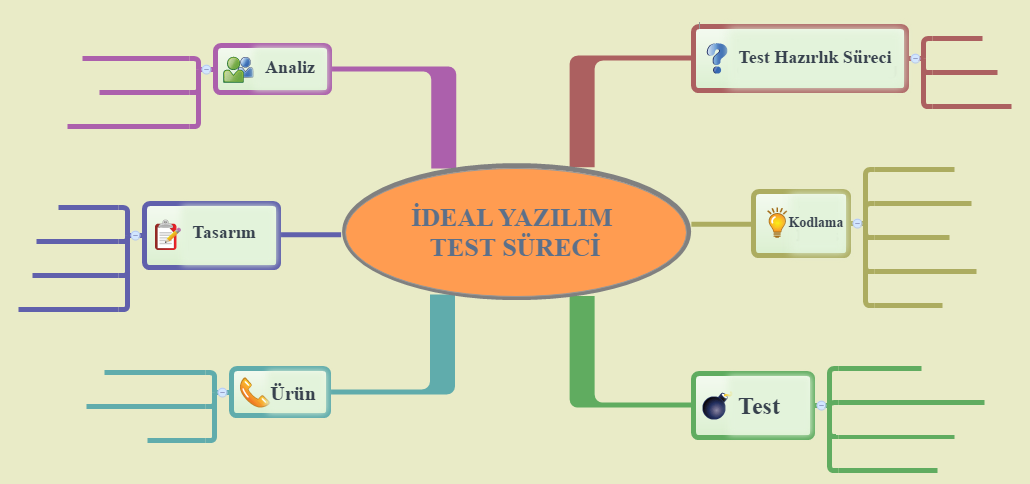 İDEAL YAZILIM
TEST SÜRECİ
Analiz
Tasarım
Ürün
Test Hazırlık Süreci
Kodlama
Test